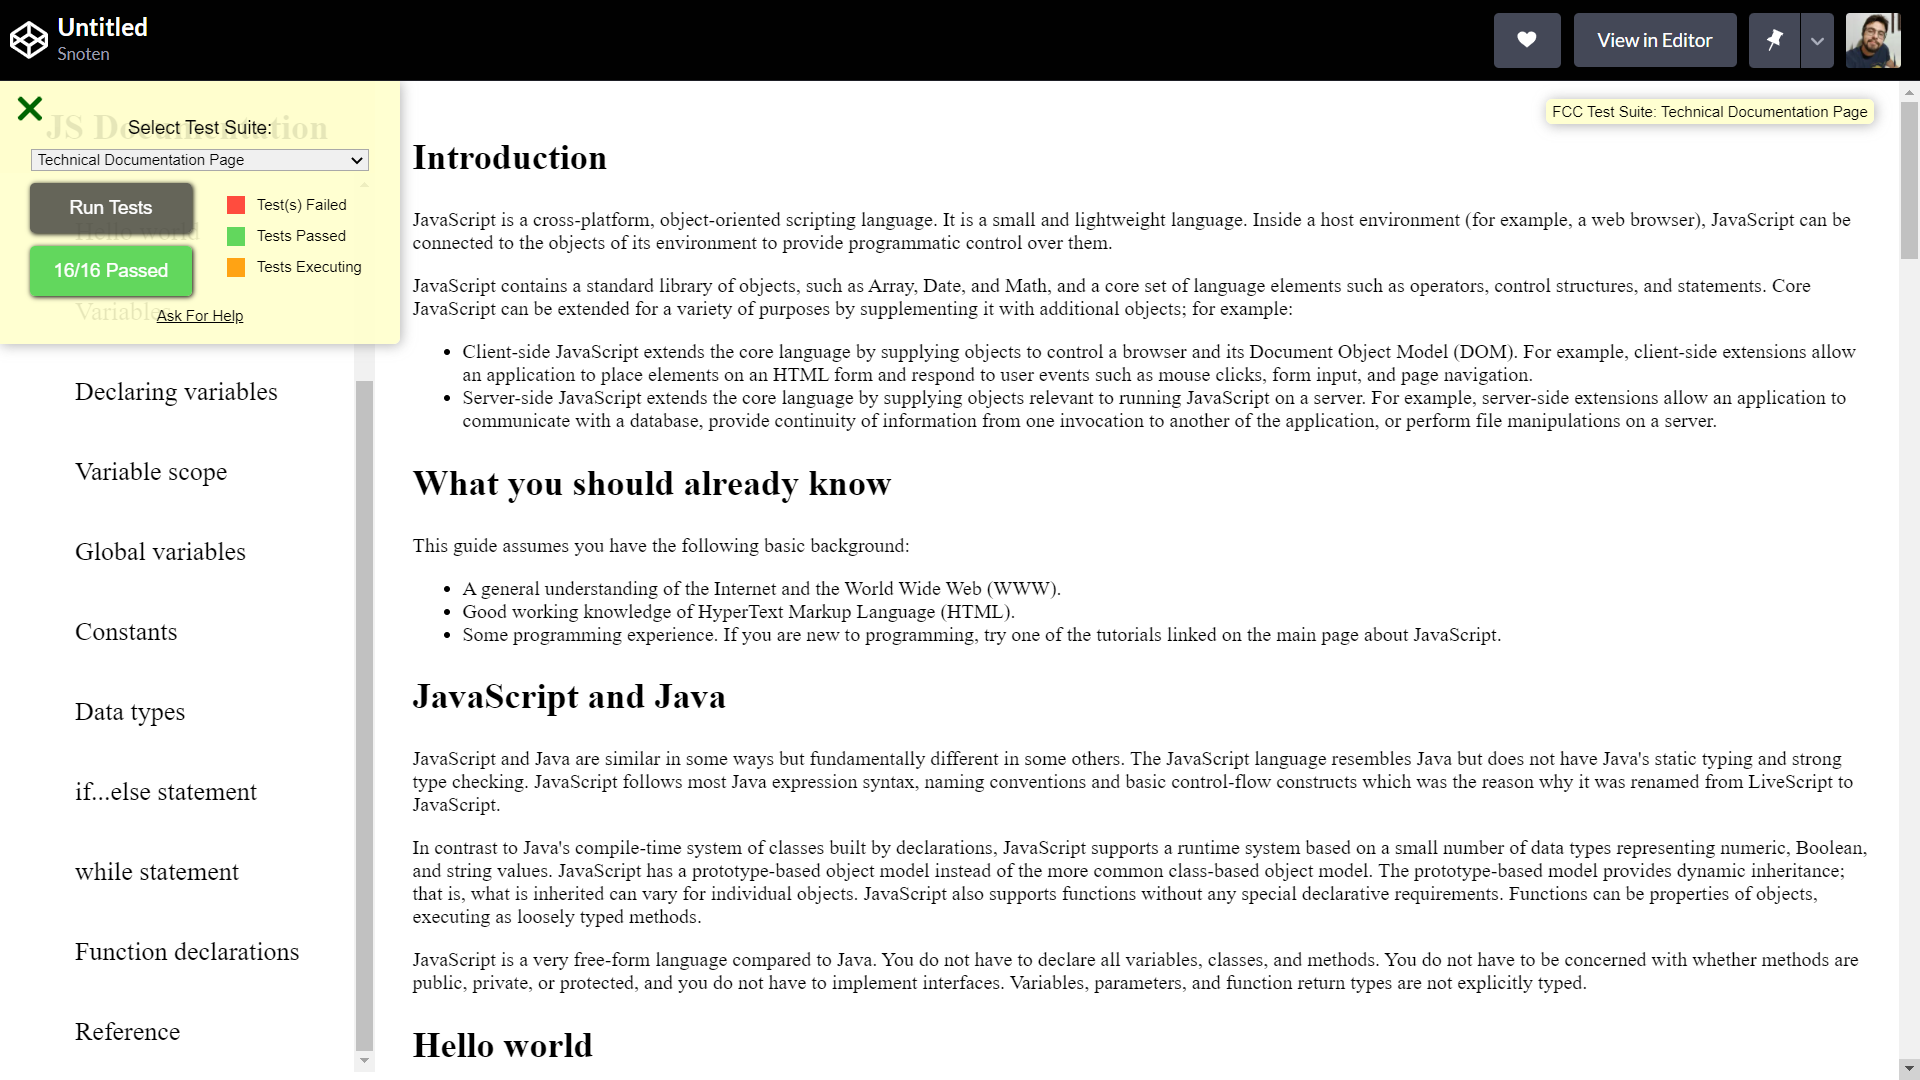 Untitled
Snoten
View in Editor
JS Documentation
Select Test Suite:
Technical Documentation Page
Run Tests
Test(s) Failed
Hello world
Tests Passed
16/16 Passed
Tests Executing
Variables
Ask For Help
Declaring variables
Variable scope
Global variables
Constants
Data types
if...else statement
while statement
Function declarations
Reference
FCC Test Suite: Technical Documentation Page
Introduction
JavaScript is a cross-platform, object-oriented scripting language. It is a small and lightweight language. Inside a host environment (for example, a web browser), JavaScript can be
connected to the objects of its environment to provide programmatic control over them.
JavaScript contains a standard library of objects, such as Array, Date, and Math, and a core set of language elements such as operators, control structures, and statements. Core
JavaScript can be extended for a variety of purposes by supplementing it with additional objects; for example:
• Client-side JavaScript extends the core language by supplying objects to control a browser and its Document Object Model (DOM). For example, client-side extensions allow
an application to place elements on an HTML form and respond to user events such as mouse clicks, form input, and page navigation.
• Server-side JavaScript extends the core language by supplying objects relevant to running JavaScript on a server. For example, server-side extensions allow an application to
communicate with a database, provide continuity of information from one invocation to another of the application, or perform file manipulations on a server.
What you should already know
This guide assumes you have the following basic background:
• A general understanding of the Internet and the World Wide Web (WWW).
• Good working knowledge of HyperText Markup Language (HTML).
• Some programming experience. If you are new to programming, try one of the tutorials linked on the main page about JavaScript.
JavaScript and Java
JavaScript and Java are similar in some ways but fundamentally different in some others. The JavaScript language resembles Java but does not have Java's static typing and strong
type checking. JavaScript follows most Java expression syntax, naming conventions and basic control-flow constructs which was the reason why it was renamed from LiveScript to
JavaScript.
In contrast to Java's compile-time system of classes built by declarations, JavaScript supports a runtime system based on a small number of data types representing numeric, Boolean,
and string values. JavaScript has a prototype-based object model instead of the more common class-based object model. The prototype-based model provides dynamic inheritance;
that is, what is inherited can vary for individual objects. JavaScript also supports functions without any special declarative requirements. Functions can be properties of objects,
executing as loosely typed methods.
JavaScript is a very free-form language compared to Java. You do not have to declare all variables, classes, and methods. You do not have to be concerned with whether methods are
public, private, or protected, and you do not have to implement interfaces. Variables, parameters, and function return types are not explicitly typed.
Hello world